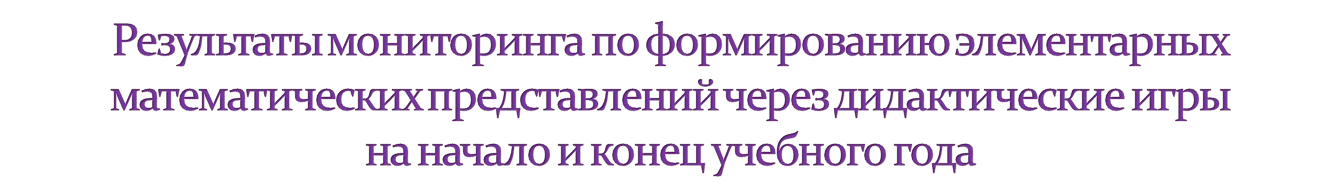 Результаты мониторинга по формированию элементарных
математических представлений через дидактические игры
на начало и конец учебного года